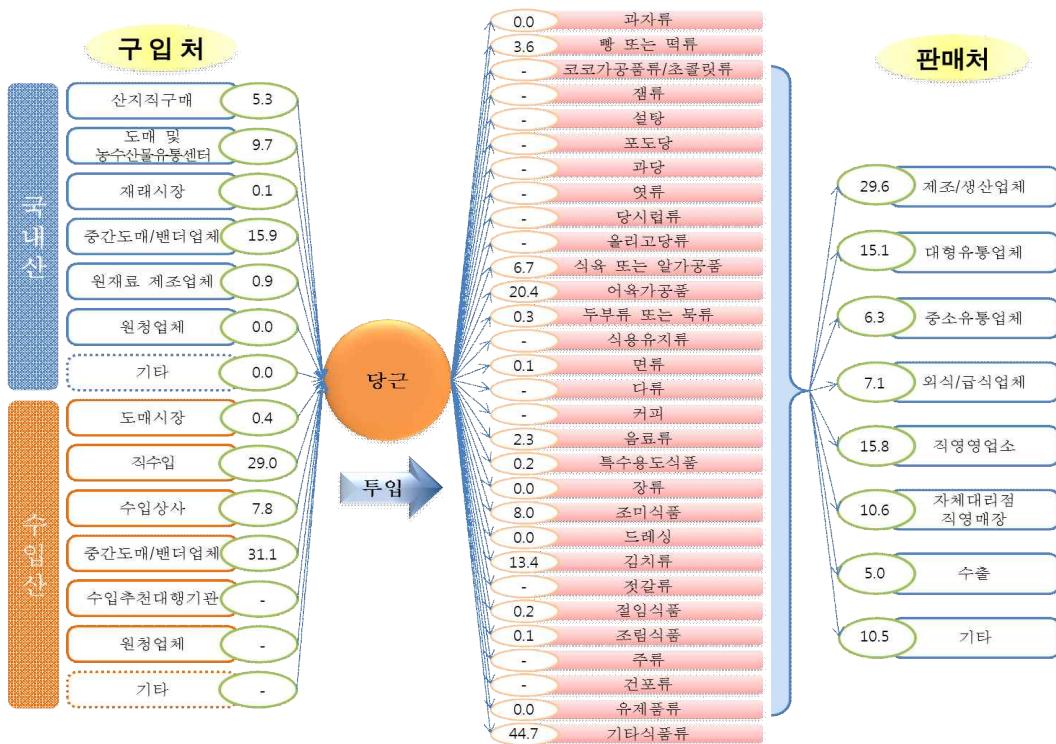 구입처
국내산
산지직구매 5.3
도매 및
농수산물유통센터 9.7
재래시장 0.1
중간도매/밴더업체 15.9
원재료 제조업체 0.9
원청업체 0.0
기타 0.0
수입산
도매시장 0.4
직수입 29.0
수입상사 7.8
중간도매/밴더업체 31.1
수입추천대행기관 -
원청업체 -
기타 -
당근
투입
0.0 과자류
3.6 빵 또는 떡류
- 코코가공품류/초콜릿류
- 잼류
- 설탕
- 포도당
- 과당
- 엿류
- 당시럽류
- 올리고당류
6.7 식육 또는 알가공품
20.4 어육가공품
0.3 두부류 또는 묵류
- 식용유지류
0.1 면류
- 다류
- 커피
2.3 음료류
0.2 특수용도식품
0.0 장류
8.0 조미식품
0.0 드레싱
13.4 김치류
- 젓갈류
0.2 절임식품
0.1 조림식품
- 주류
- 건포류
0.0 유제품류
44.7 기타식품류
판매처
29.6 제조/생산업체
15.1 대형유통업체
6.3 중소유통업체
7.1 외식/급식업체
15.8 직영영업소
10.6 자체대리점
직영매장
5.0 수출
10.5 기타